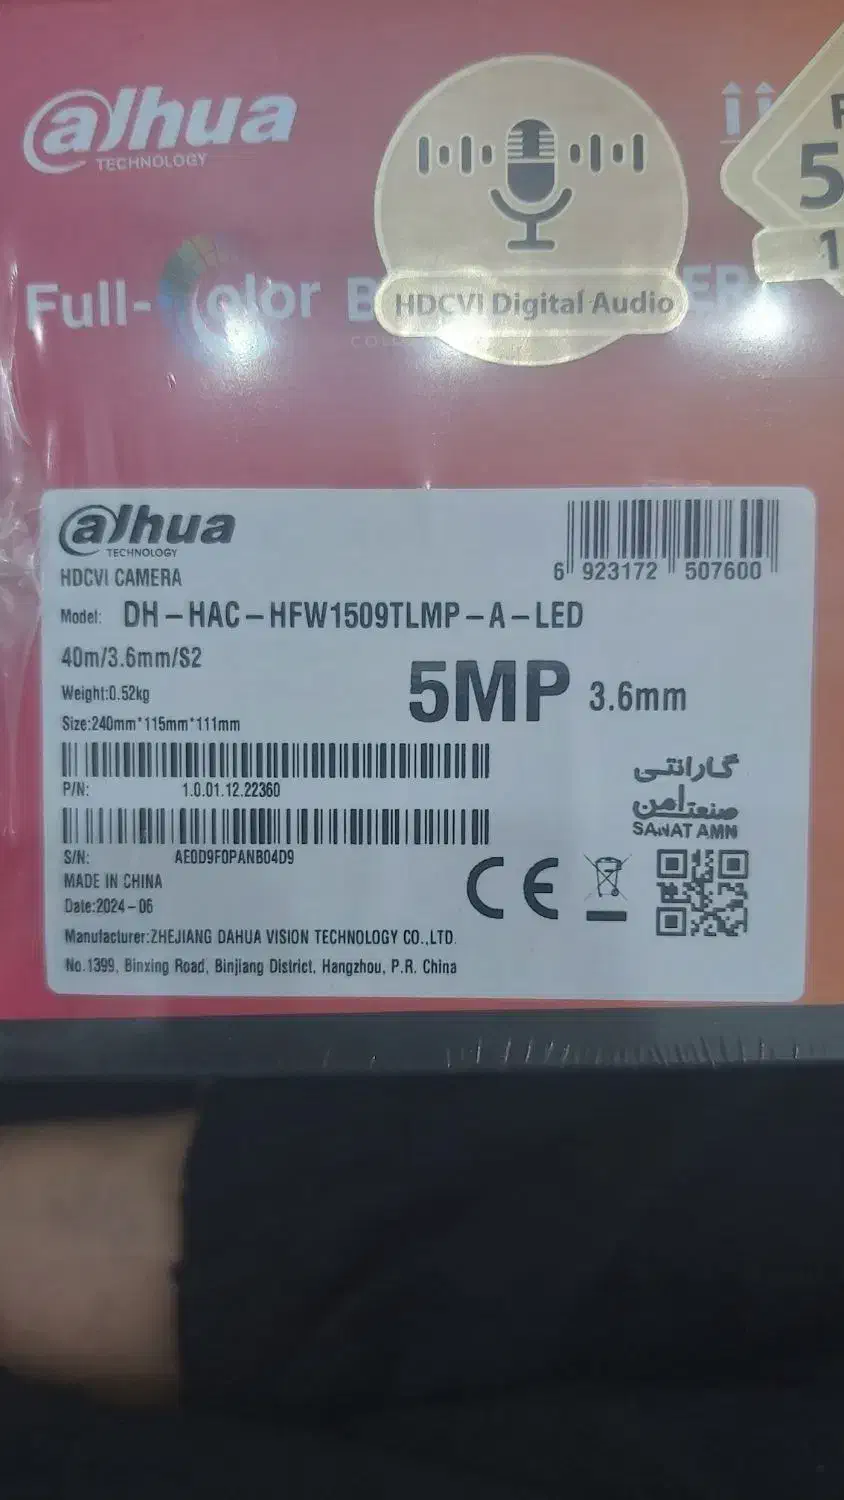 alhua
TECHNOLOGY
Full-Color
HDCVI Digital Audio
5
1
alhua
TECHNOLOGY
HDCVI CAMERA
6 923172 507600
Model: DH-HAC-HFW1509TLMP-A-LED
40m/3.6mm/S2
5MP 3.6mm
Weight:0.52kg
Size:240mm*115mm*111mm
P/N: 1.0.01.12.22360
گارانتی
صنعت امن
SANAT AMN
S/N: AE0D9F0PANB04D9
MADE IN CHINA
CE
Date:2024-06
Manufacturer:ZHEJIANG DAHUA VISION TECHNOLOGY CO.,LTD.
No.1399, Binxing Road, Binjiang District, Hangzhou, P.R. China